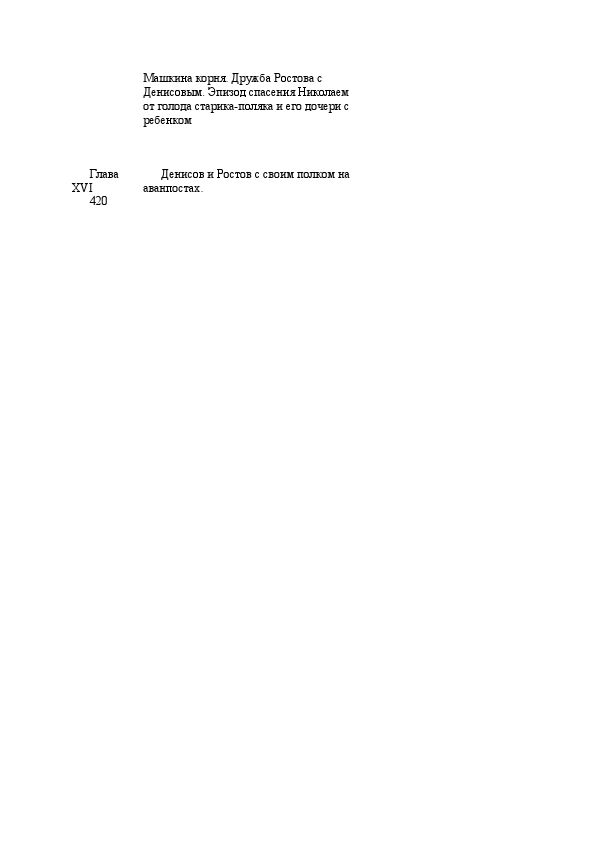 Машкина корня. Дружба Ростова с
Денисовым. Эпизод спасения Николаем
от голода старика-поляка и его дочери с
ребенком
Глава
XVI
420
Денисов и Ростов с своим полком на
аванпостах.